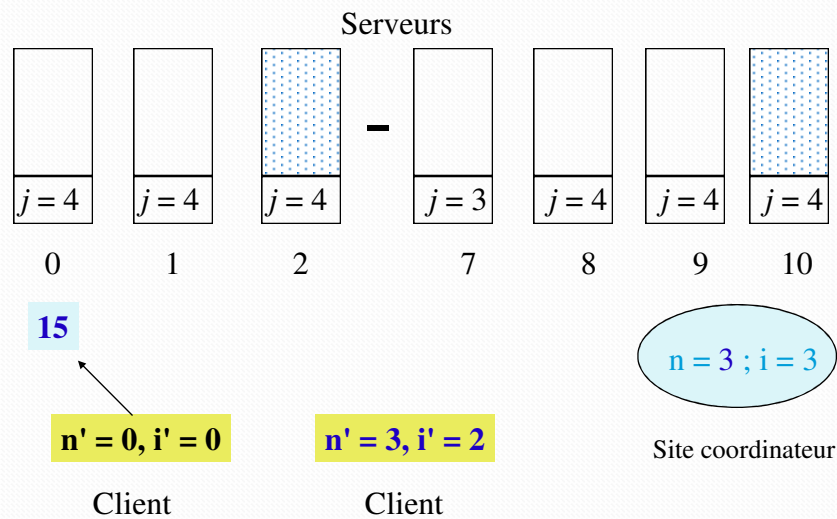 Serveurs
j = 4 j = 4 j = 4 j = 3 j = 4 j = 4 j = 4
0 1 2 7 8 9 10
15
n = 3 ; i = 3
n' = 0, i' = 0 n' = 3, i' = 2
Site coordinateur
Client Client